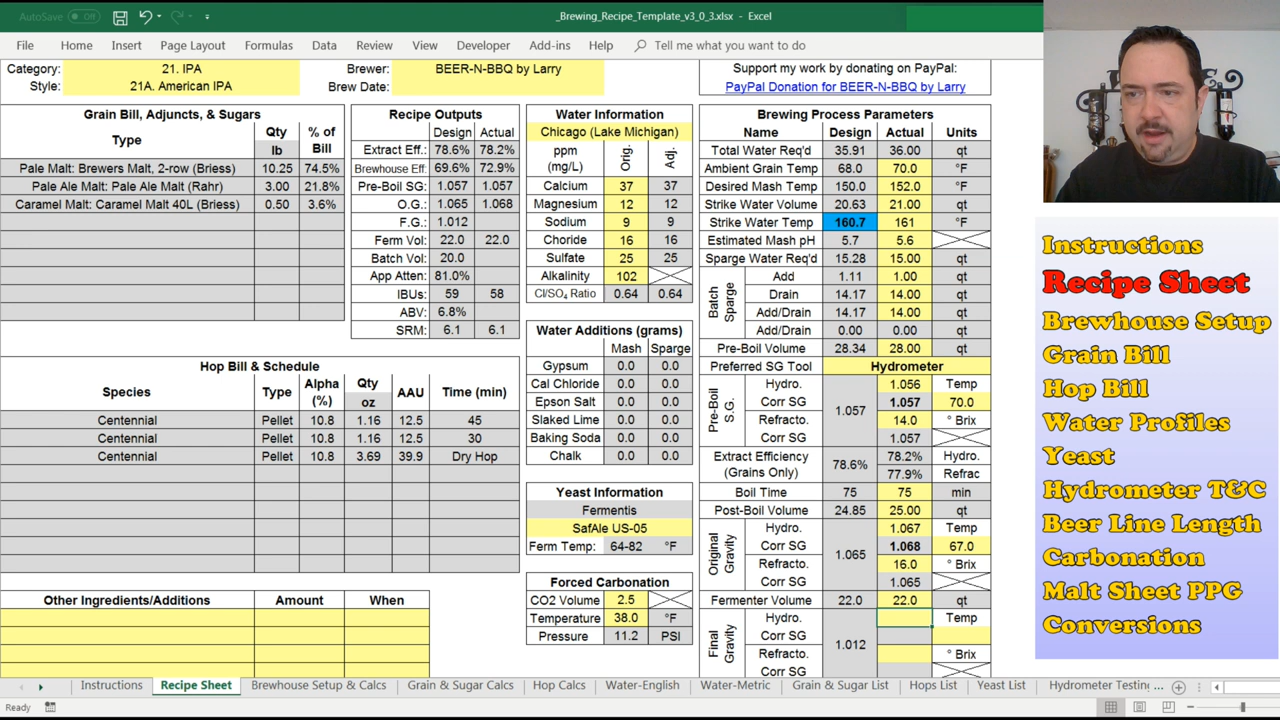 AutoSave Off
_Brewing_Recipe_Template_v3_0_3.xlsx - Excel
File Home Insert Page Layout Formulas Data Review View Developer Add-ins Help Tell me what you want to do
Category: 21. IPA Brewer: BEER-N-BBQ by Larry
Style: 21A. American IPA Brew Date:
Support my work by donating on PayPal:
PayPal Donation for BEER-N-BBQ by Larry
Grain Bill, Adjuncts, & Sugars
Type Qty % of
lb Bill
Pale Malt: Brewers Malt, 2-row (Briess) 10.25 74.5%
Pale Ale Malt: Pale Ale Malt (Rahr) 3.00 21.8%
Caramel Malt: Caramel Malt 40L (Briess) 0.50 3.6%
Recipe Outputs
Design Actual
Extract Eff.: 78.6% 78.2%
Brewhouse Eff: 69.6% 72.9%
Pre-Boil SG: 1.057 1.057
O.G.: 1.065 1.068
F.G.: 1.012
Ferm Vol: 22.0 22.0
Batch Vol: 20.0
App Atten: 81.0%
IBUs: 59 58
ABV: 6.8%
SRM: 6.1 6.1
Water Information
Chicago (Lake Michigan)
ppm (mg/L) Orig. Adj.
Calcium 37 37
Magnesium 12 12
Sodium 9 9
Choride 16 16
Sulfate 25 25
Alkalinity 102
Cl/SO₄ Ratio 0.64 0.64
Water Additions (grams)
Mash Sparge
Gypsum 0.0 0.0
Cal Chloride 0.0 0.0
Epson Salt 0.0 0.0
Slaked Lime 0.0 0.0
Baking Soda 0.0 0.0
Chalk 0.0 0.0
Yeast Information
Fermentis
SafAle US-05
Ferm Temp: 64-82 °F
Forced Carbonation
CO2 Volume 2.5
Temperature 38.0 °F
Pressure 11.2 PSI
Hop Bill & Schedule
Species Type Alpha (%) Qty oz AAU Time (min)
Centennial Pellet 10.8 1.16 12.5 45
Centennial Pellet 10.8 1.16 12.5 30
Centennial Pellet 10.8 .69 39.9 Dry Hop
Other Ingredients/Additions Amount When
Brewing Process Parameters
Name Design Actual Units
Total Water Req'd 35.91 36.00 qt
Ambient Grain Temp 68.0 70.0 °F
Desired Mash Temp 150.0 152.0 °F
Strike Water Volume 20.63 21.00 qt
Strike Water Temp 160.7 161 °F
Estimated Mash pH 5.7 5.6
Sparge Water Req'd 15.28 15.00 qt
Batch Sparge
Add 1.11 1.00 qt
Drain 14.17 14.00 qt
Add/Drain 14.17 14.00 qt
Add/Drain 0.00 0.00 qt
Pre-Boil Volume 28.34 28.00 qt
Preferred SG Tool Hydrometer
Pre-Boil S.G. 1.057
Hydro. 1.056 Temp
Corr SG 1.057 70.0
Refracto. 14.0 ° Brix
Corr SG 1.057
Extract Efficiency (Grains Only) 78.6% 78.2% Hydro.
77.9% Refrac
Boil Time 75 75 min
Post-Boil Volume 24.85 25.00 qt
Original Gravity 1.065
Hydro. 1.067 Temp
Corr SG 1.068 67.0
Refracto. 16.0 ° Brix
Corr SG 1.065
Fermenter Volume 22.0 22.0 qt
Final Gravity 1.012
Hydro. Temp
Corr SG
Refracto. ° Brix
Corr SG
Instructions Recipe Sheet Brewhouse Setup & Calcs Grain & Sugar Calcs Hop Calcs Water-English Water-Metric Grain & Sugar List Hops List Yeast List Hydrometer Testing ...
Ready
Instructions
Recipe Sheet
Brewhouse Setup
Grain Bill
Hop Bill
Water Profiles
Yeast
Hydrometer T&C
Beer Line Length
Carbonation
Malt Sheet PPG
Conversions